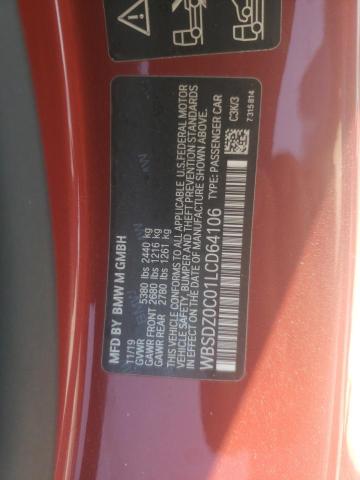 MFD BY BMW M GMBH
11/19
GVWR 5380 lbs 2440 kg
GAWR FRONT 2680 lbs 1216 kg
GAWR REAR 2780 lbs 1261 kg
THIS VEHICLE CONFORMS TO ALL APPLICABLE U.S.FEDERAL MOTOR
VEHICLE SAFETY, BUMPER AND THEFT PREVENTION STANDARDS
IN EFFECT ON THE DATE OF MANUFACTURE SHOWN ABOVE.
WBSDZ0C01LCD64106 TYPE: PASSENGER CAR
C3K/3
7315814